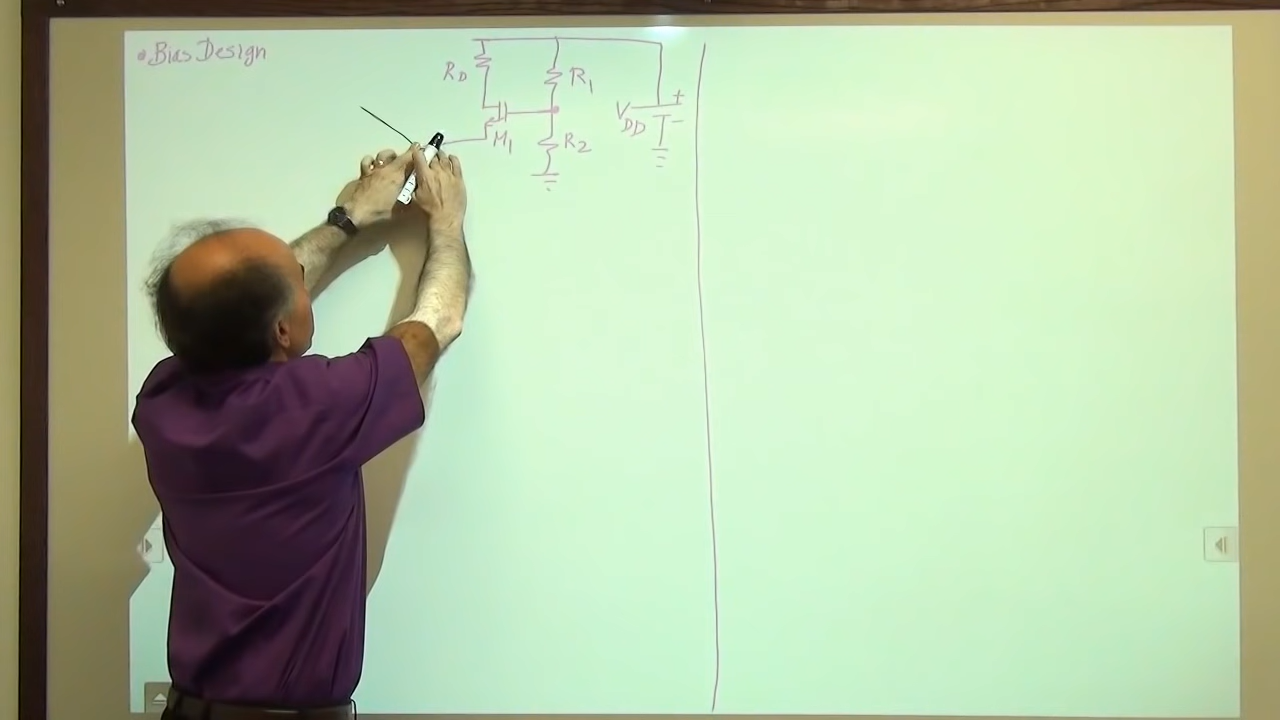 • Bias Design
RD
R1
VDD
+
-
M1
R2